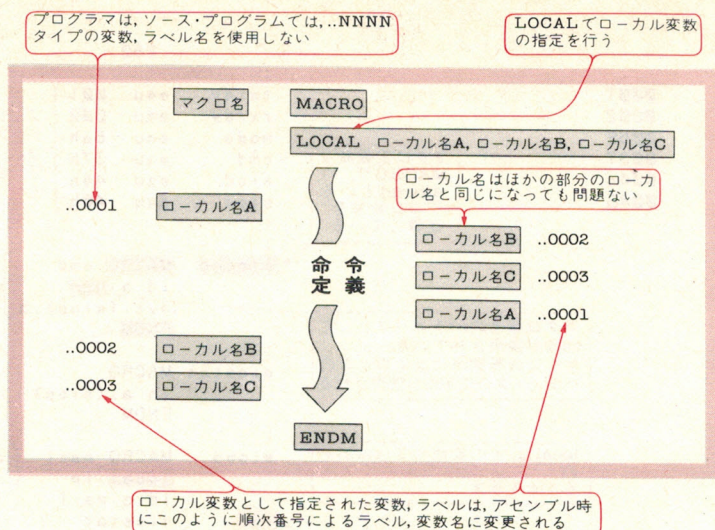 プログラマは，ソース・プログラムでは，..NNNN
タイプの変数，ラベル名を使用しない
LOCALでローカル変数
の指定を行う
マクロ名 MACRO
LOCAL ローカル名A，ローカル名B，ローカル名C
ローカル名はほかの部分のローカ
ル名と同じになっても問題ない
..0001 ローカル名A
ローカル名B ..0002
命令
定義
ローカル名C ..0003
ローカル名A ..0001
..0002 ローカル名B
..0003 ローカル名C
ENDM
ローカル変数として指定された変数，ラベルは，アセンブル時
にこのように順次番号によるラベル，変数名に変更される